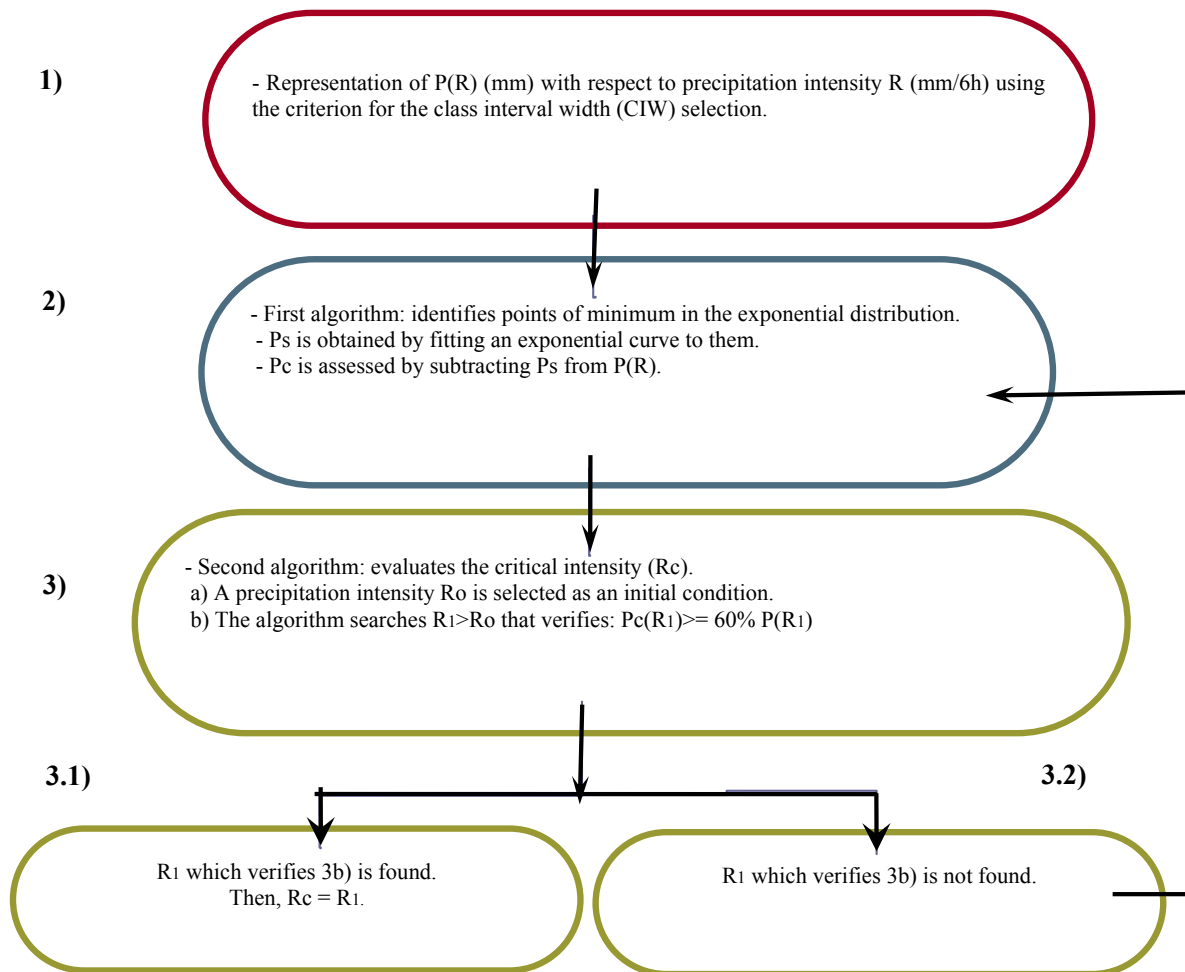 1)
- Representation of P(R) (mm) with respect to precipitation intensity R (mm/6h) using
the criterion for the class interval width (CIW) selection.
2)
- First algorithm: identifies points of minimum in the exponential distribution.
- Ps is obtained by fitting an exponential curve to them.
- Pc is assessed by subtracting Ps from P(R).
3)
- Second algorithm: evaluates the critical intensity (Rc).
a) A precipitation intensity Ro is selected as an initial condition.
b) The algorithm searches R1>Ro that verifies: Pc(R1)>= 60% P(R1)
3.1)
3.2)
R1 which verifies 3b) is found.
Then, Rc = R1.
R1 which verifies 3b) is not found.